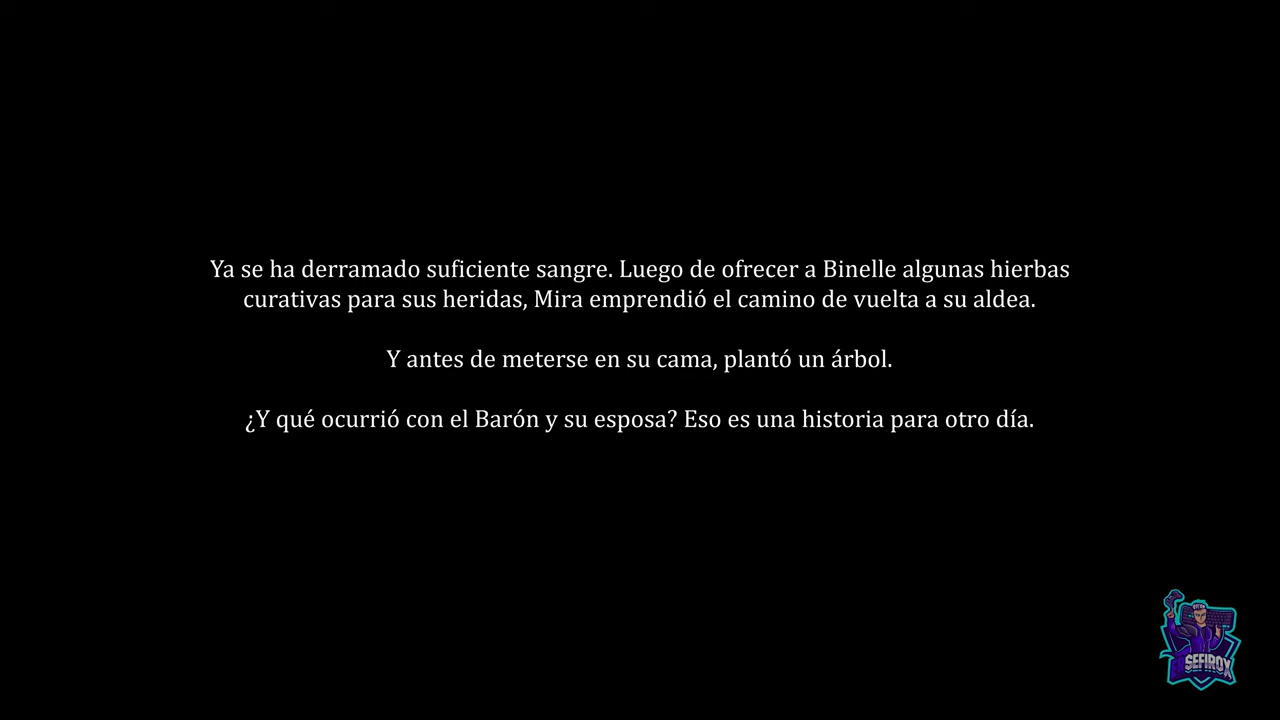 Ya se ha derramado suficiente sangre. Luego de ofrecer a Binelle algunas hierbas
curativas para sus heridas, Mira emprendió el camino de vuelta a su aldea.
Y antes de meterse en su cama, plantó un árbol.
¿Y qué ocurrió con el Barón y su esposa? Eso es una historia para otro día.
SEFIROX